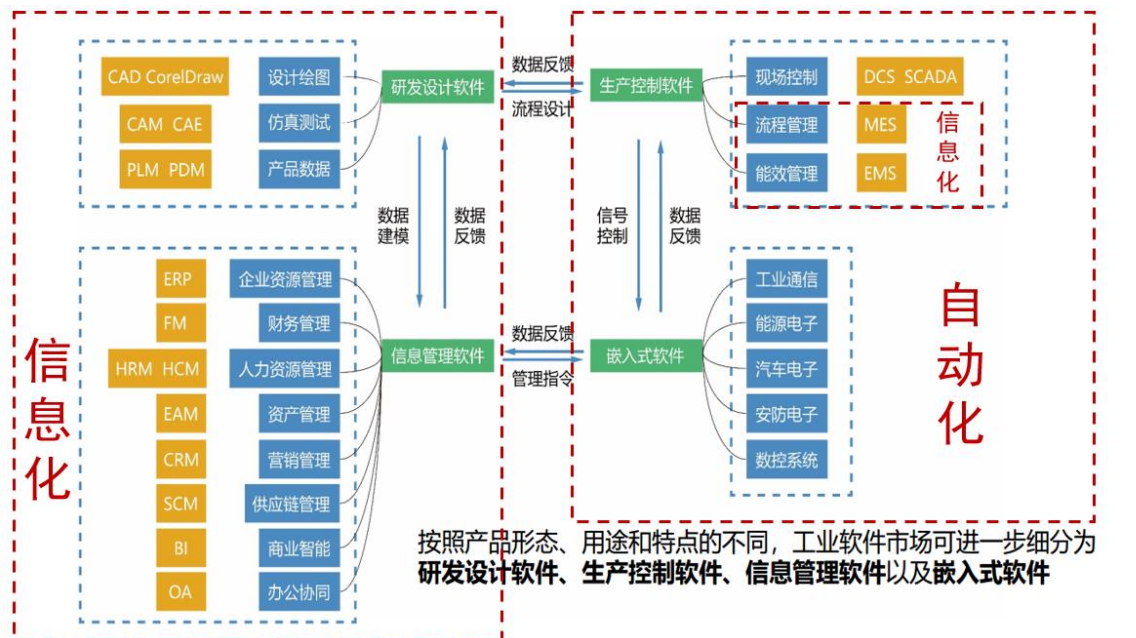 CAD CorelDraw
设计绘图
CAM CAE
仿真测试
PLM PDM
产品数据
研发设计软件
数据反馈
流程设计
生产控制软件
现场控制
DCS SCADA
流程管理
MES
能效管理
EMS
信息化
数据
建模
数据
反馈
信号
控制
数据
反馈
ERP
企业资源管理
FM
财务管理
HRM HCM
人力资源管理
EAM
资产管理
CRM
营销管理
SCM
供应链管理
BI
商业智能
OA
办公协同
信息管理软件
数据反馈
管理指令
嵌入式软件
工业通信
能源电子
汽车电子
安防电子
数控系统
信息化
自动化
按照产品形态、用途和特点的不同，工业软件市场可进一步细分为
研发设计软件、生产控制软件、信息管理软件以及嵌入式软件